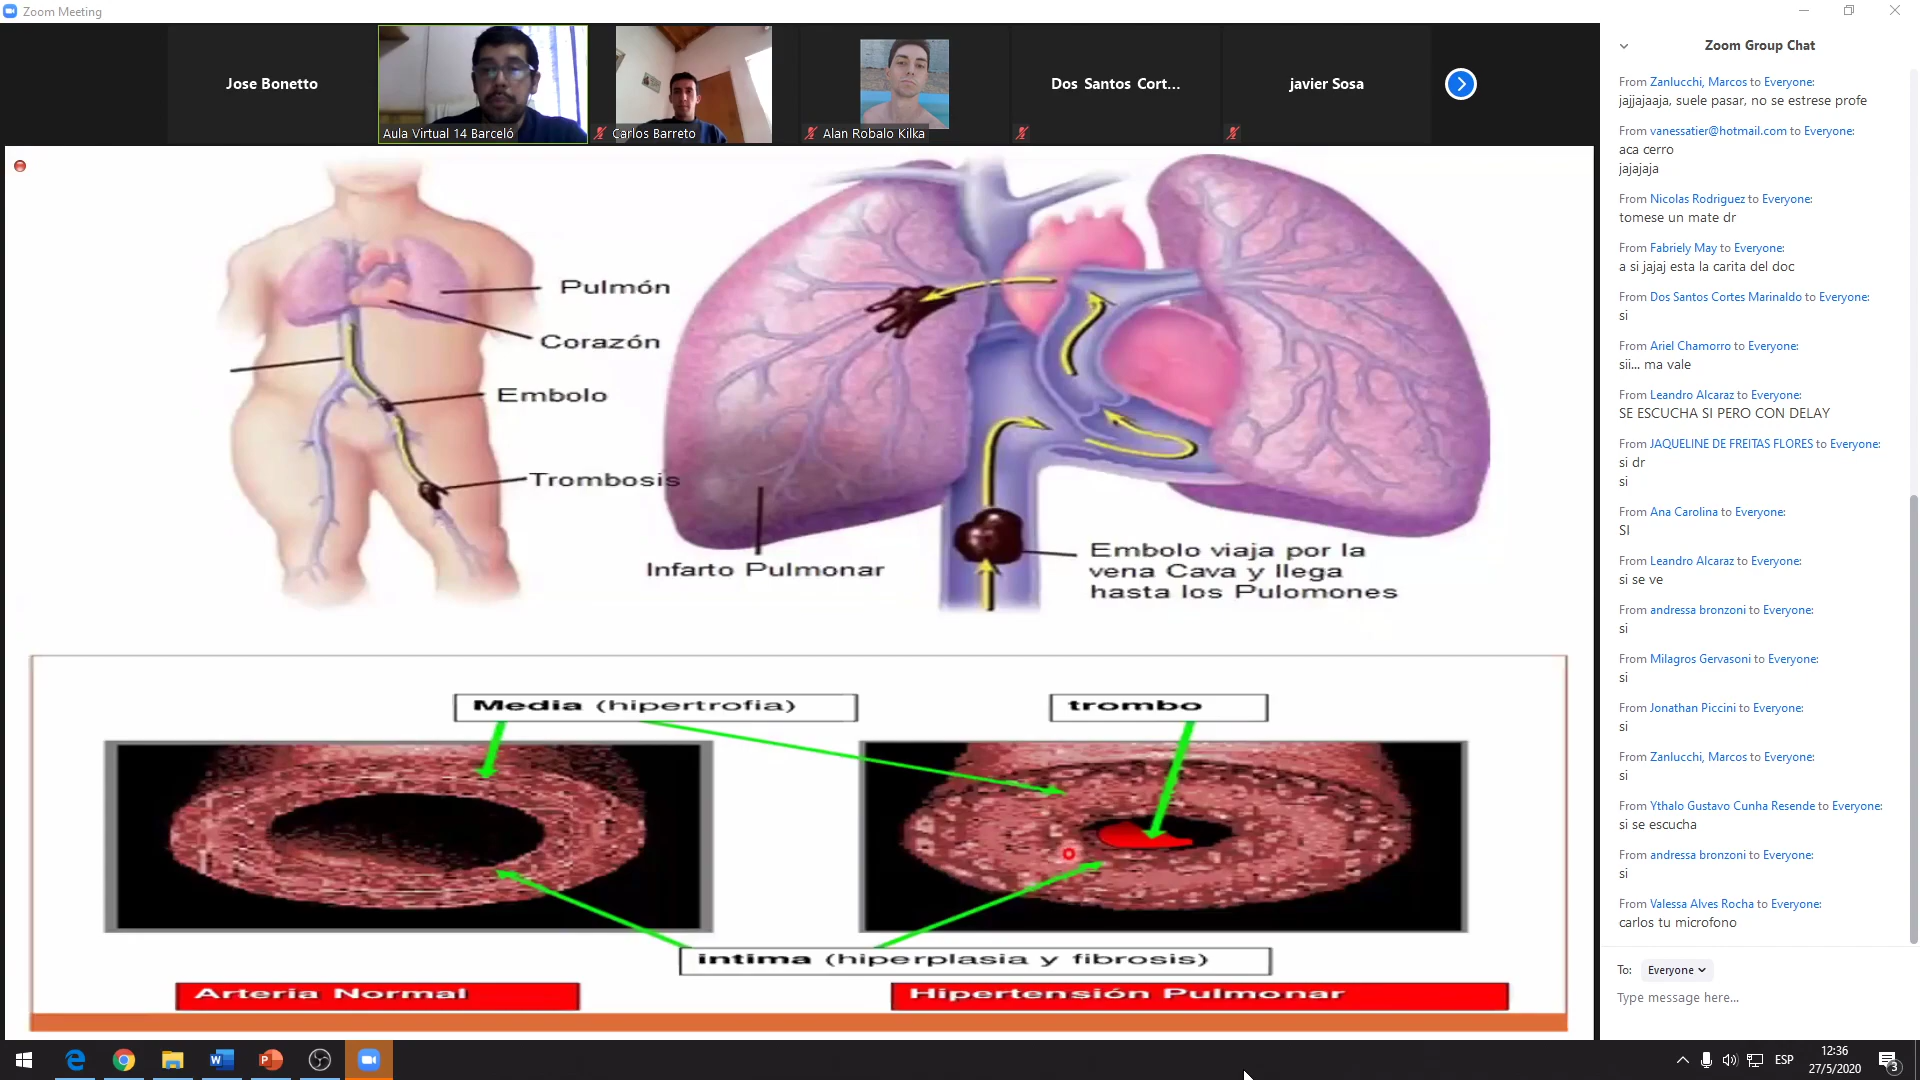 Zoom Meeting
Jose Bonetto
Aula Virtual 14 Barceló
Carlos Barreto
Alan Robalo Kilka
Dos Santos Cort...
javier Sosa
Pulmón
Corazón
Embolo
Trombosis
Infarto Pulmonar
Embolo viaja por la
vena Cava y llega
hasta los Pulomones
Media (hipertrofia)
trombo
intima (hiperplasia y fibrosis)
Arteria Normal
Hipertensión Pulmonar
Zoom Group Chat
From Zanlucchi, Marcos to Everyone:
jajjajaaja, suele pasar, no se estrese profe
From vanessatier@hotmail.com to Everyone:
aca cerro
jajajaja
From Nicolas Rodriguez to Everyone:
tomese un mate dr
From Fabriely May to Everyone:
a si jajaj esta la carita del doc
From Dos Santos Cortes Marinaldo to Everyone:
si
From Ariel Chamorro to Everyone:
sii... ma vale
From Leandro Alcaraz to Everyone:
SE ESCUCHA SI PERO CON DELAY
From JAQUELINE DE FREITAS FLORES to Everyone:
si dr
si
From Ana Carolina to Everyone:
SI
From Leandro Alcaraz to Everyone:
si se ve
From andressa bronzoni to Everyone:
si
From Milagros Gervasoni to Everyone:
si
From Jonathan Piccini to Everyone:
si
From Zanlucchi, Marcos to Everyone:
si
From Ythalo Gustavo Cunha Resende to Everyone:
si se escucha
From andressa bronzoni to Everyone:
si
From Valessa Alves Rocha to Everyone:
carlos tu microfono
To: Everyone
Type message here...
ESP
12:36
27/5/2020
3